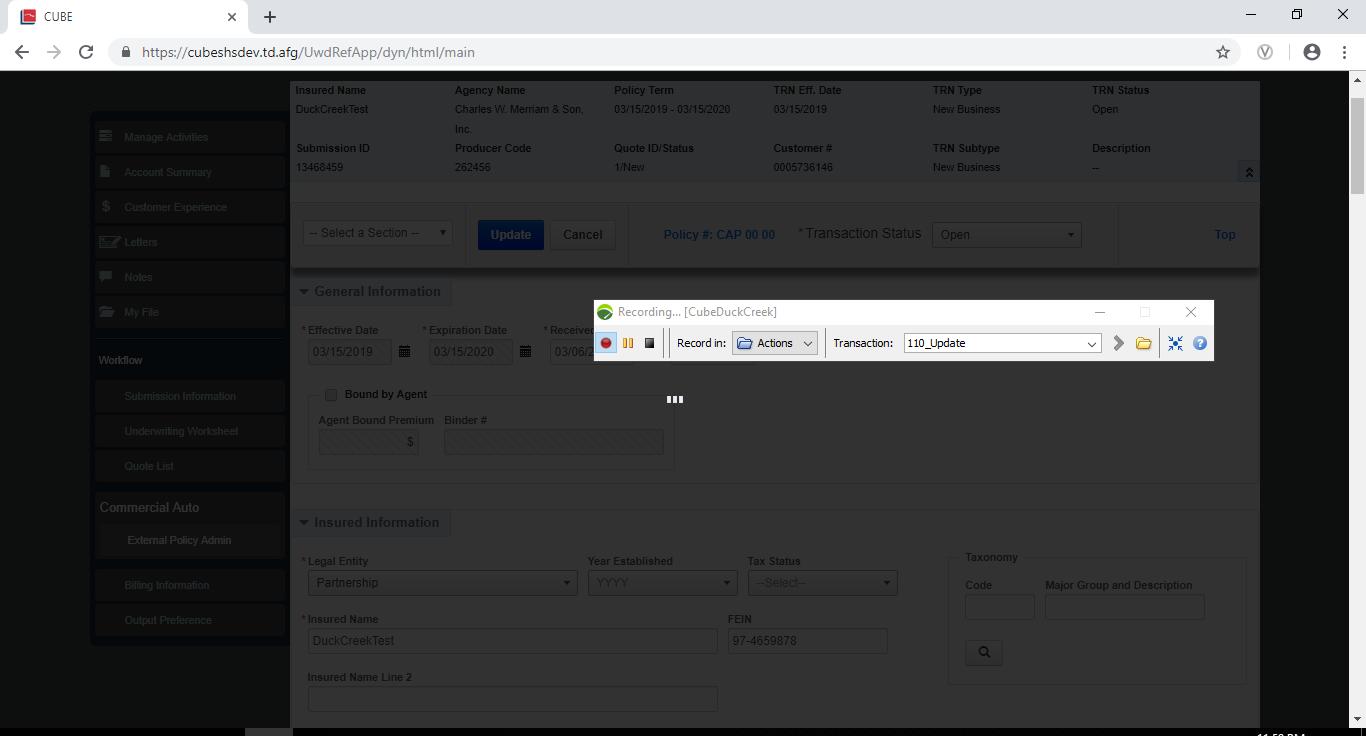 CUBE
https://cubeshsdev.td.afg/UwdRefApp/dyn/html/main
Insured Name Agency Name Policy Term TRN Eff. Date TRN Type TRN Status
DuckCreekTest Charles W. Merriam & Son, 03/15/2019 - 03/15/2020 03/15/2019 New Business Open
Inc.
Submission ID Producer Code Quote ID/Status Customer # TRN Subtype Description
13468459 262456 1/New 0005736146 New Business --
Manage Activities
Account Summary
$ Customer Experience
Letters
Notes
My File
Workflow
Submission Information
Underwriting Worksheet
Quote List
Commercial Auto
External Policy Admin
Billing Information
Output Preference
-- Select a Section -- Update Cancel Policy #: CAP 00 00 * Transaction Status Open Top
General Information
* Effective Date * Expiration Date * Receive
03/15/2019 03/15/2020 03/06/2
Recording... [CubeDuckCreek]
Record in: Actions Transaction: 110_Update ?
Bound by Agent
Agent Bound Premium Binder #
$
Insured Information
* Legal Entity Year Established Tax Status
Partnership YYYY --Select--
* Insured Name FEIN
DuckCreekTest 97-4659878
Insured Name Line 2
Taxonomy
Code Major Group and Description